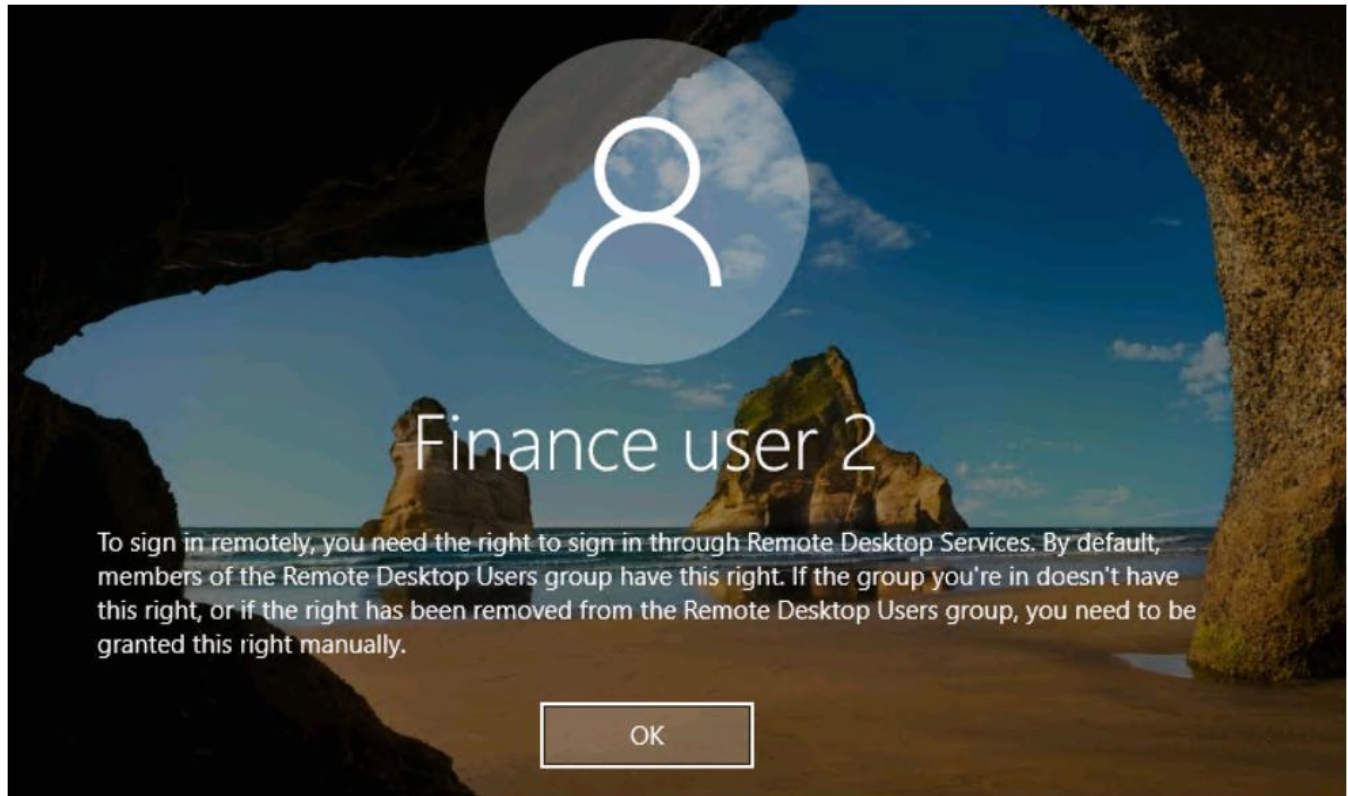 Finance user 2
To sign in remotely, you need the right to sign in through Remote Desktop Services. By default,
members of the Remote Desktop Users group have this right. If the group you're in doesn't have
this right, or if the right has been removed from the Remote Desktop Users group, you need to be
granted this right manually.
OK